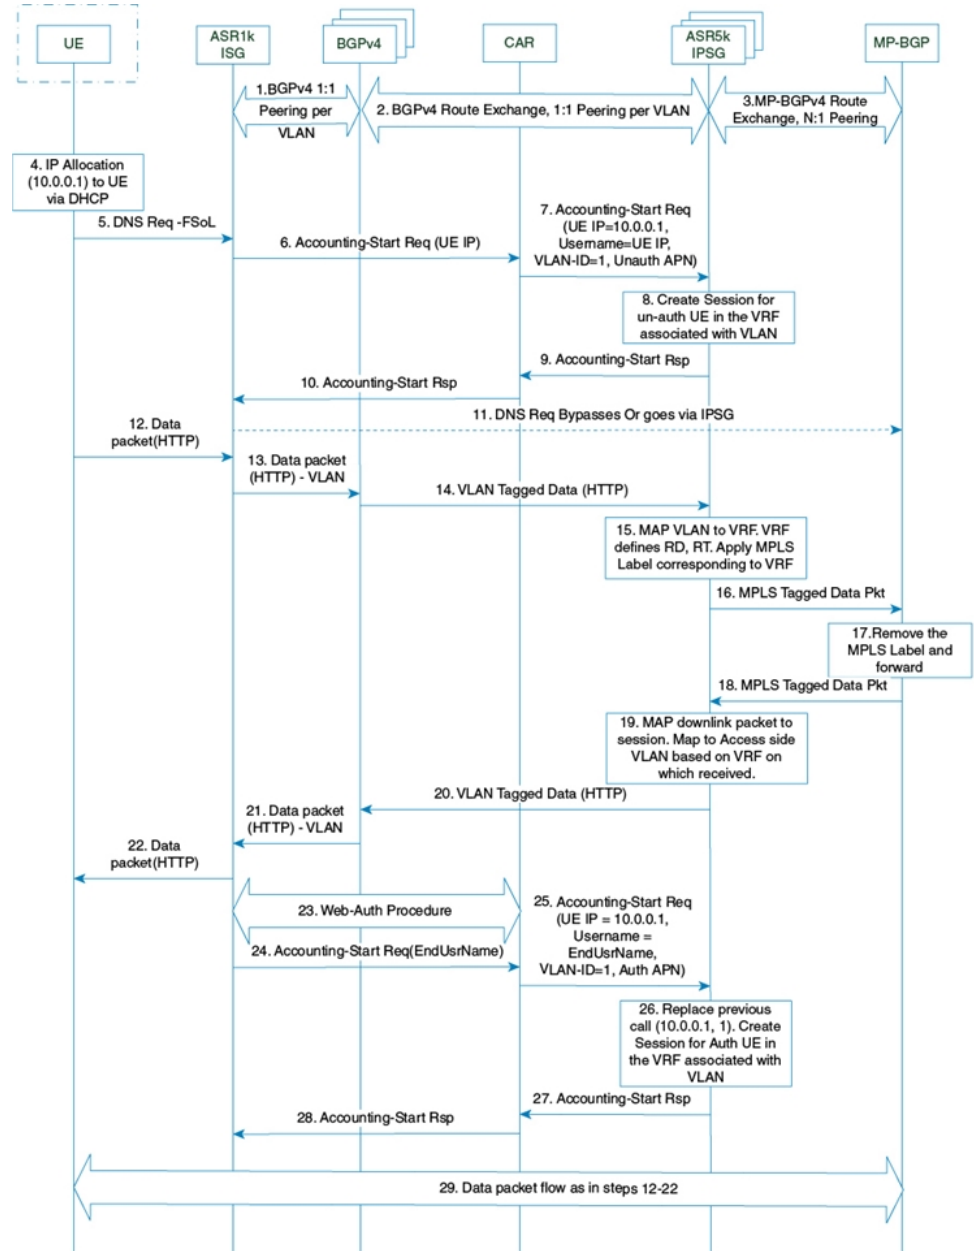 UE
ASR1k
ISG
BGPv4
CAR
ASR5k
IPSG
MP-BGP
1.BGPv4 1:1
Peering per
VLAN
2. BGPv4 Route Exchange, 1:1 Peering per VLAN
3.MP-BGPv4 Route
Exchange, N:1 Peering
4. IP Allocation
(10.0.0.1) to UE
via DHCP
5. DNS Req -FSoL
6. Accounting-Start Req (UE IP)
7. Accounting-Start Req
(UE IP=10.0.0.1,
Username=UE IP,
VLAN-ID=1, Unauth APN)
8. Create Session for
un-auth UE in the VRF
associated with VLAN
9. Accounting-Start Rsp
10. Accounting-Start Rsp
11. DNS Req Bypasses Or goes via IPSG
12. Data
packet(HTTP)
13. Data packet
(HTTP) - VLAN
14. VLAN Tagged Data (HTTP)
15. MAP VLAN to VRF. VRF
defines RD, RT. Apply MPLS
Label corresponding to VRF
16. MPLS Tagged Data Pkt
17.Remove the
MPLS Label and
forward
18. MPLS Tagged Data Pkt
19. MAP downlink packet to
session. Map to Access side
VLAN based on VRF on
which received.
20. VLAN Tagged Data (HTTP)
21. Data packet
(HTTP) - VLAN
22. Data
packet(HTTP)
23. Web-Auth Procedure
24. Accounting-Start Req(EndUsrName)
25. Accounting-Start Req
(UE IP = 10.0.0.1,
Username =
EndUsrName,
VLAN-ID=1, Auth APN)
26. Replace previous
call (10.0.0.1, 1). Create
Session for Auth UE in
the VRF associated with
VLAN
27. Accounting-Start Rsp
28. Accounting-Start Rsp
29. Data packet flow as in steps 12-22